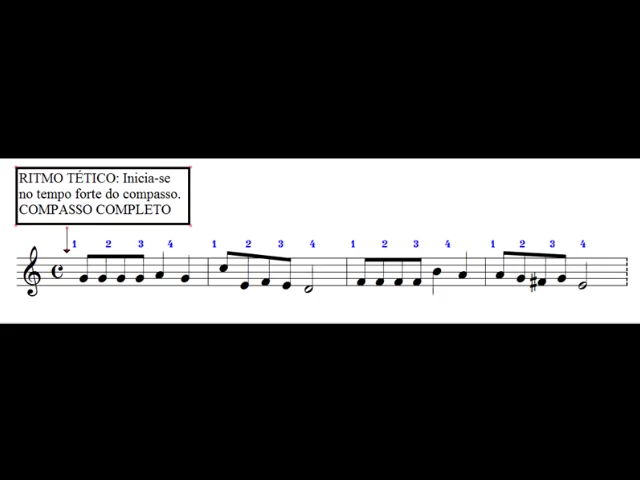 RITMO TÉTICO: Inicia-se
no tempo forte do compasso.
COMPASSO COMPLETO
1 2 3 4 1 2 3 4 1 2 3 4 1 2 3 4